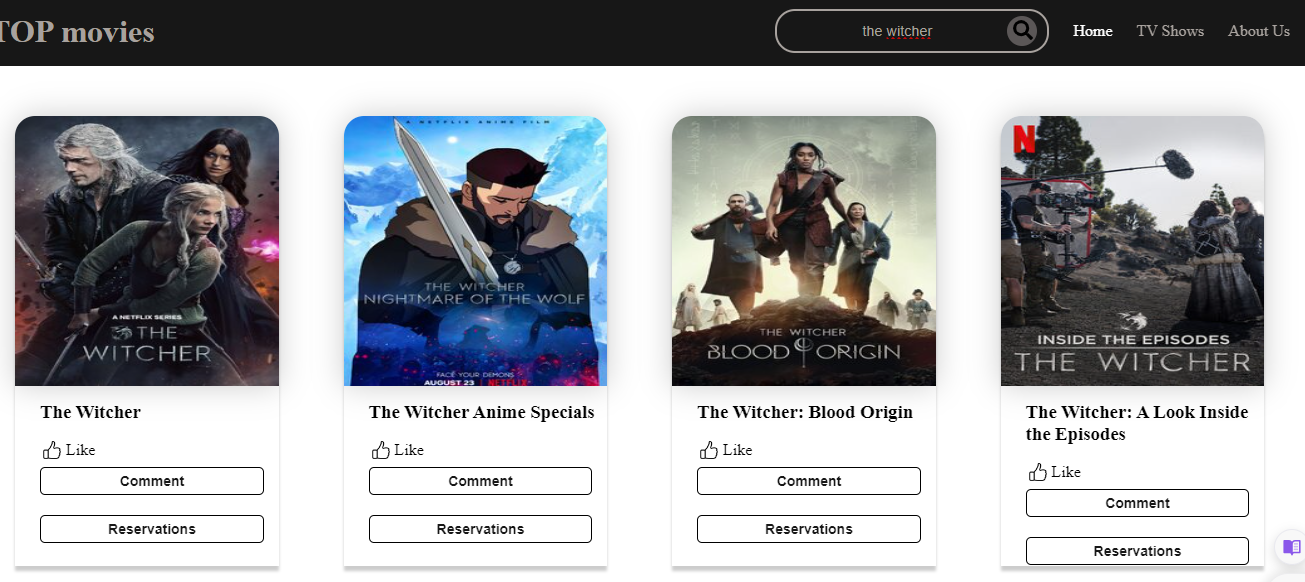 TOP movies
the witcher
Home
TV Shows
About Us
A NETFLIX SERIES
THE
WITCHER
A NETFLIX ANIME FILM
THE WITCHER
NIGHTMARE OF THE WOLF
FACE YOUR DEMONS
AUGUST 23 | NETFLIX
THE WITCHER
BLOOD ORIGIN
N
INSIDE THE EPISODES
THE WITCHER
The Witcher
Like
Comment
Reservations
The Witcher Anime Specials
Like
Comment
Reservations
The Witcher: Blood Origin
Like
Comment
Reservations
The Witcher: A Look Inside
the Episodes
Like
Comment
Reservations